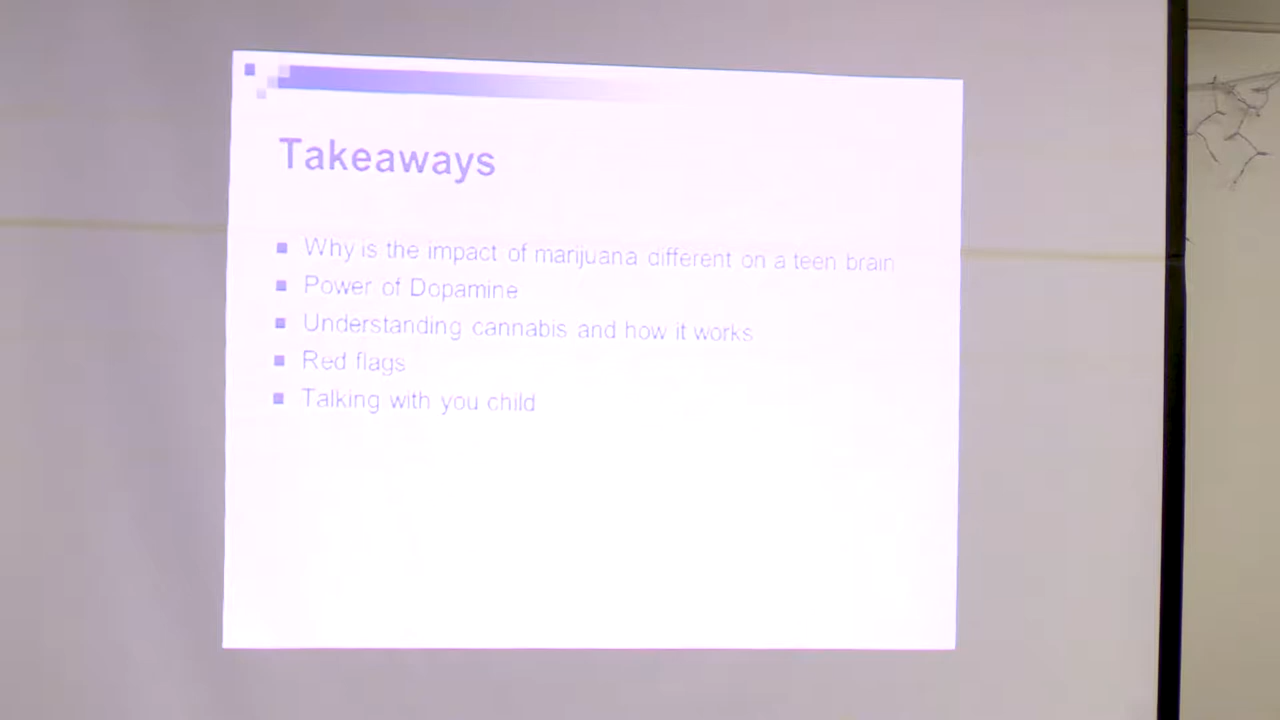 Takeaways
Why is the impact of marijuana different on a teen brain
Power of Dopamine
Understanding cannabis and how it works
Red flags
Talking with you child